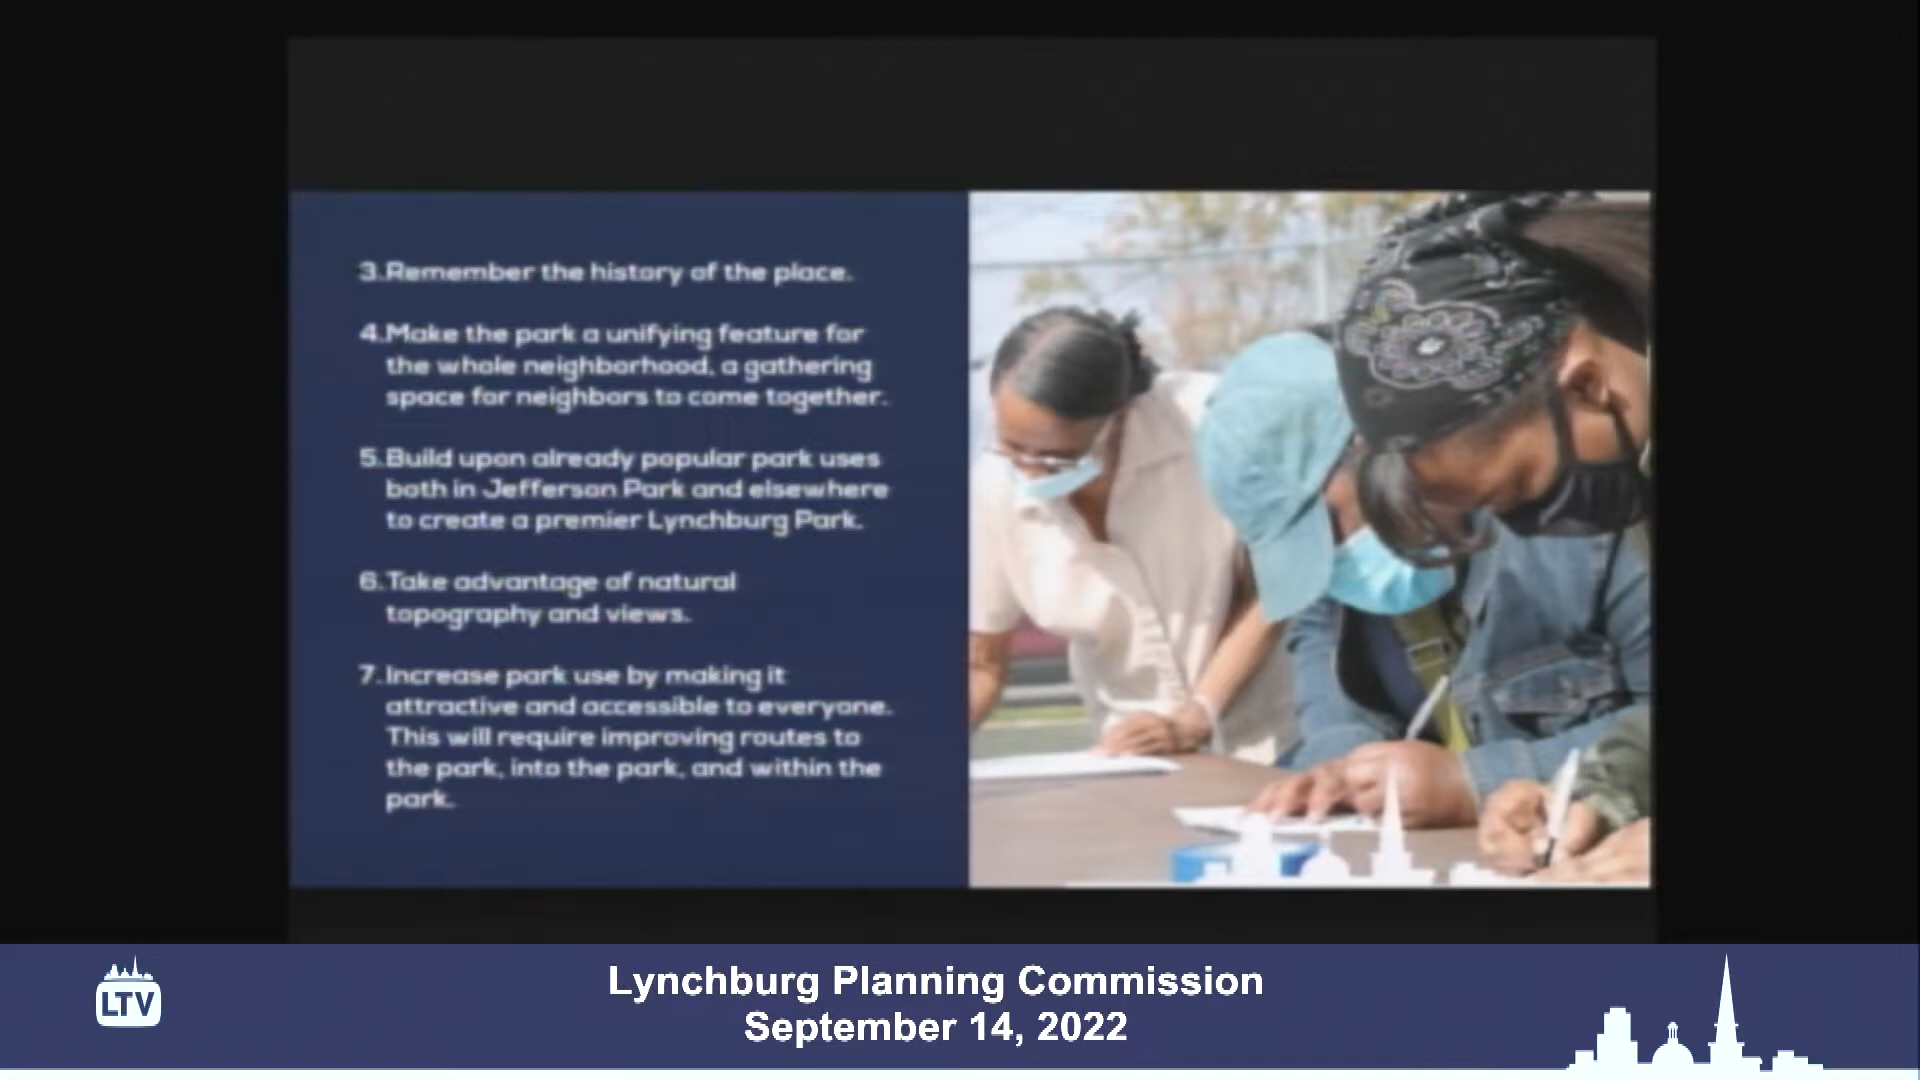 3.Remember the history of the place.
4.Make the park a unifying feature for
the whole neighborhood, a gathering
space for neighbors to come together.
5.Build upon already popular park uses
both in Jefferson Park and elsewhere
to create a premier Lynchburg Park.
6.Take advantage of natural
topography and views.
7.Increase park use by making it
attractive and accessible to everyone.
This will require improving routes to
the park, into the park, and within the
park.
LTV
Lynchburg Planning Commission
September 14, 2022